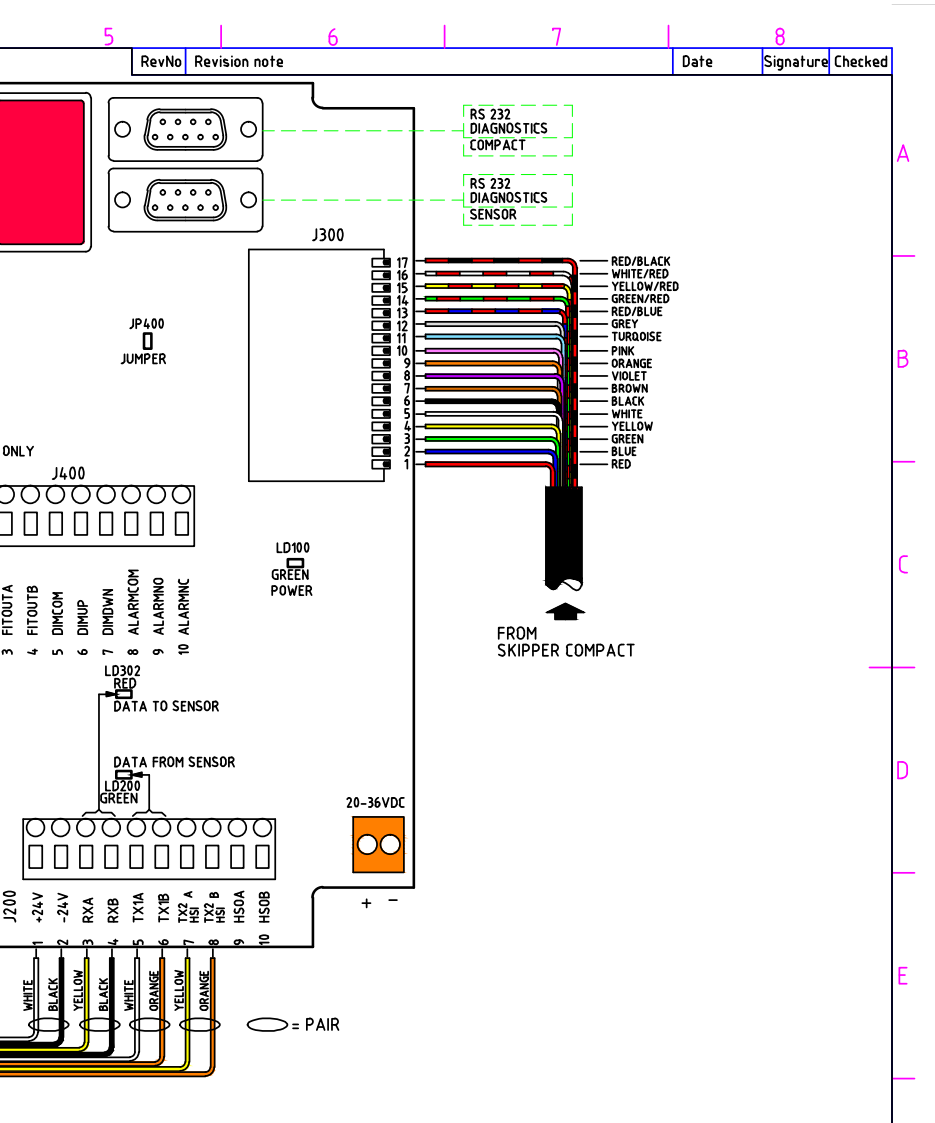 5 6 7 8
RevNo Revision note Date Signature Checked
RS 232
DIAGNOSTICS
COMPACT
A
RS 232
DIAGNOSTICS
SENSOR
J300
17 RED/BLACK
16 WHITE/RED
15 YELLOW/RED
14 GREEN/RED
13 RED/BLUE
12 GREY
11 TURQOISE
10 PINK
9 ORANGE
8 VIOLET
7 BROWN
6 BLACK
5 WHITE
4 YELLOW
3 GREEN
2 BLUE
1 RED
JP400
JUMPER
B
ONLY
J400
LD100
GREEN
POWER
C
3 FITOUTA
4 FITOUTB
5 DIMCOM
6 DIMUP
7 DIMDWN
8 ALARMCOM
9 ALARMNO
10 ALARMNC
FROM
SKIPPER COMPACT
LD302
RED
DATA TO SENSOR
DATA FROM SENSOR
LD200
GREEN
D
20-36VDC
+ -
J200
1 +24V
2 -24V
3 RXA
4 RXB
5 TX1A
6 TX1B
7 TX2 A
HSI
8 TX2 B
HSI
9 HSOA
10 HSOB
E
WHITE
BLACK
YELLOW
BLACK
WHITE
ORANGE
YELLOW
ORANGE
= PAIR